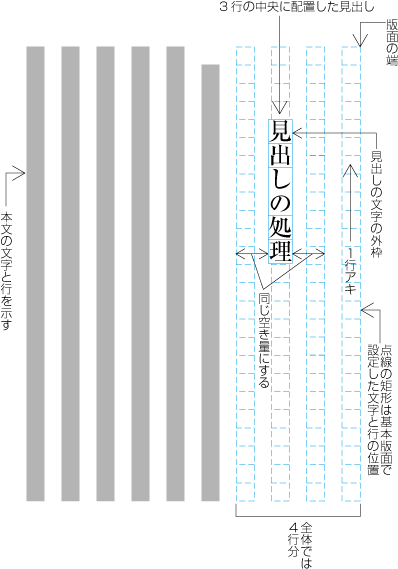 3行の中央に配置した見出し
版面の端
見出しの処理
見出しの文字の外枠
1行アキ
同じ空き量にする
点線の矩形は基本版面で
設定した文字と行の位置
本文の文字と行を示す
全体では
4行分